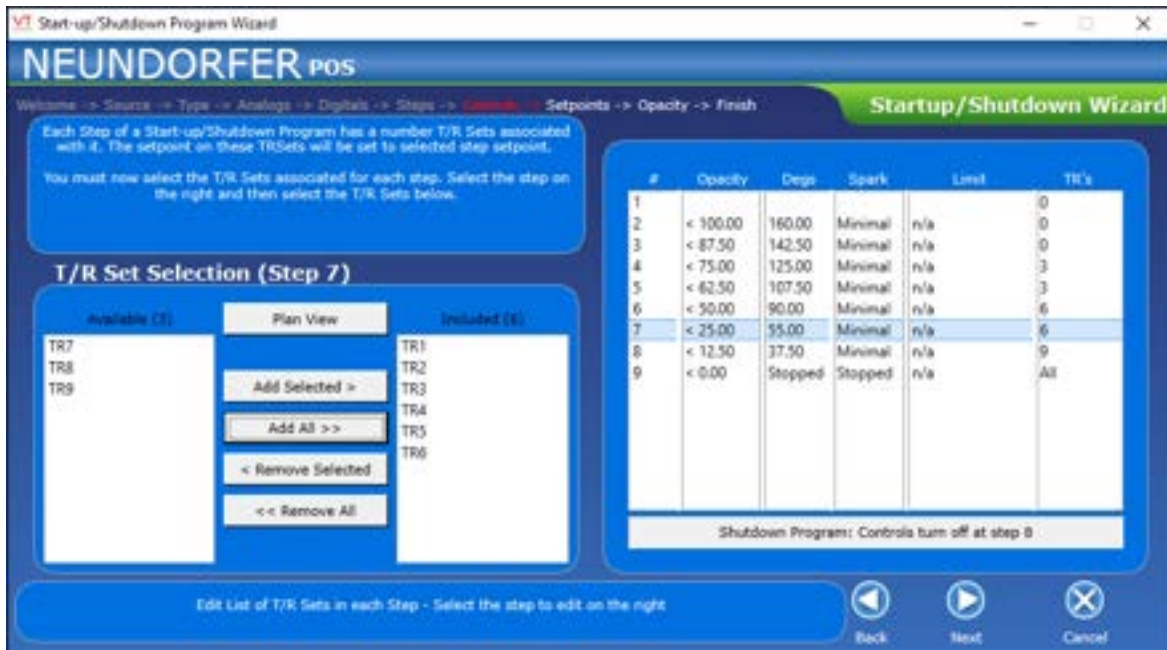 VT Start-up/Shutdown Program Wizard
NEUNDORFER POS
Welcome -> Source -> Type -> Analogs -> Digitals -> Steps -> Controls -> Setpoints -> Opacity -> Finish
Startup/Shutdown Wizard
Each Step of a Start-up/Shutdown Program has a number T/R Sets associated
with it. The setpoint on these TRSets will be set to selected step setpoint.
You must now select the T/R Sets associated for each step. Select the step on
the right and then select the T/R Sets below.
T/R Set Selection (Step 7)
Available (3)
TR7
TR8
TR9
Plan View
Add Selected >
Add All >>
< Remove Selected
<< Remove All
Included (6)
TR1
TR2
TR3
TR4
TR5
TR6
# Opacity Degs Spark Limit TR's
1 0
2 < 100.00 160.00 Minimal n/a 0
3 < 87.50 142.50 Minimal n/a 0
4 < 75.00 125.00 Minimal n/a 3
5 < 62.50 107.50 Minimal n/a 3
6 < 50.00 90.00 Minimal n/a 6
7 < 25.00 55.00 Minimal n/a 6
8 < 12.50 37.50 Minimal n/a 9
9 < 0.00 Stopped Stopped n/a All
Shutdown Program: Controls turn off at step 8
Edit List of T/R Sets in each Step - Select the step to edit on the right
Back
Next
Cancel